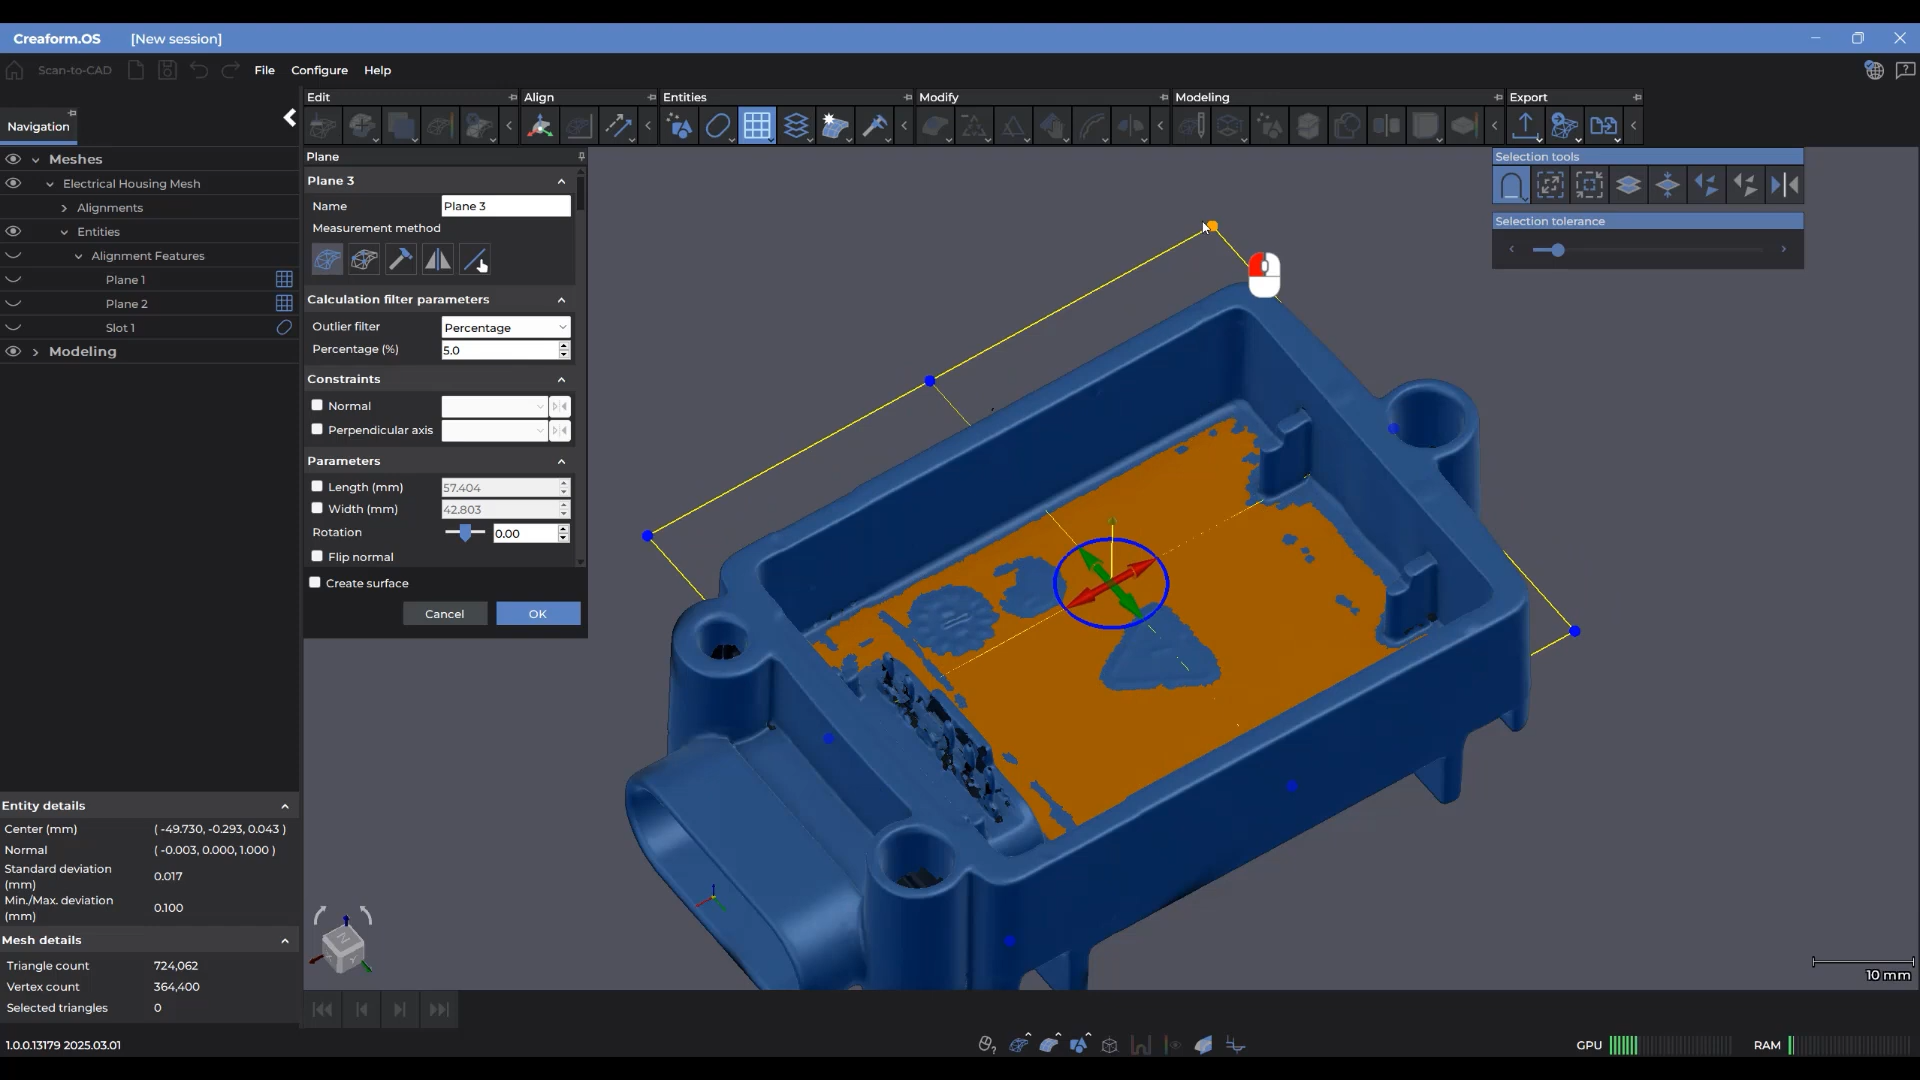 Creaform.OS [New session]
Scan-to-CAD File Configure Help
Edit Align Entities Modify Modeling Export
Navigation
Meshes
Electrical Housing Mesh
Alignments
Entities
Alignment Features
Plane 1
Plane 2
Slot 1
Modeling
Plane
Plane 3
Name Plane 3
Measurement method
Calculation filter parameters
Outlier filter Percentage
Percentage (%) 5.0
Constraints
Normal
Perpendicular axis
Parameters
Length (mm) 57.404
Width (mm) 42.803
Rotation 0.00
Flip normal
Create surface
Cancel OK
Selection tools
Selection tolerance
Entity details
Center (mm) ( -49.730, -0.293, 0.043 )
Normal ( -0.003, 0.000, 1.000 )
Standard deviation (mm) 0.017
Min./Max. deviation (mm) 0.100
Mesh details
Triangle count 724,062
Vertex count 364,400
Selected triangles 0
Z
Y
10 mm
1.0.0.13179 2025.03.01
GPU RAM